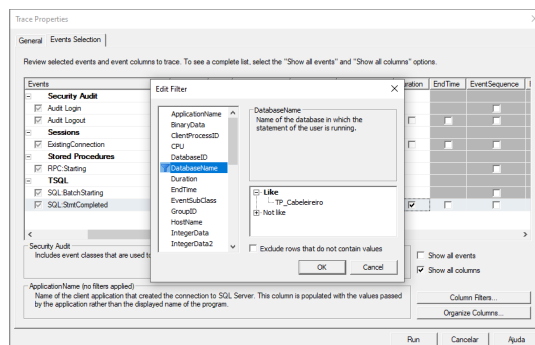 Trace Properties
General
Events Selection
Review selected events and event columns to trace. To see a complete list, select the "Show all events" and "Show all columns" options.
Events
EndTime
EventSequence
Security Audit
Audit Login
Audit Logout
Sessions
ExistingConnection
Stored Procedures
RPC:Starting
TSQL
SQL:BatchStarting
SQL:StmtCompleted
Edit Filter
ApplicationName
BinaryData
ClientProcessID
CPU
DatabaseID
DatabaseName
Duration
EndTime
EventSubClass
GroupID
HostName
IntegerData
IntegerData2
DatabaseName
Name of the database in which the
statement of the user is running.
Like
TP_Cabeleireiro
Not like
Exclude rows that do not contain values
OK
Cancel
Security Audit
Includes event classes that are used to
Show all events
Show all columns
ApplicationName (no filters applied)
Name of the client application that created the connection to SQL Server. This column is populated with the values passed
by the application rather than the displayed name of the program.
Column Filters...
Organize Columns...
Run
Cancelar
Ajuda